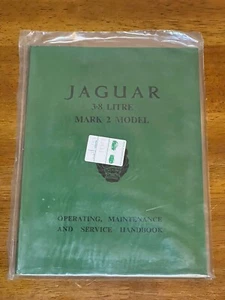 JAGUAR
3·8 LITRE
MARK 2 MODEL
OPERATING, MAINTENANCE
AND SERVICE HANDBOOK